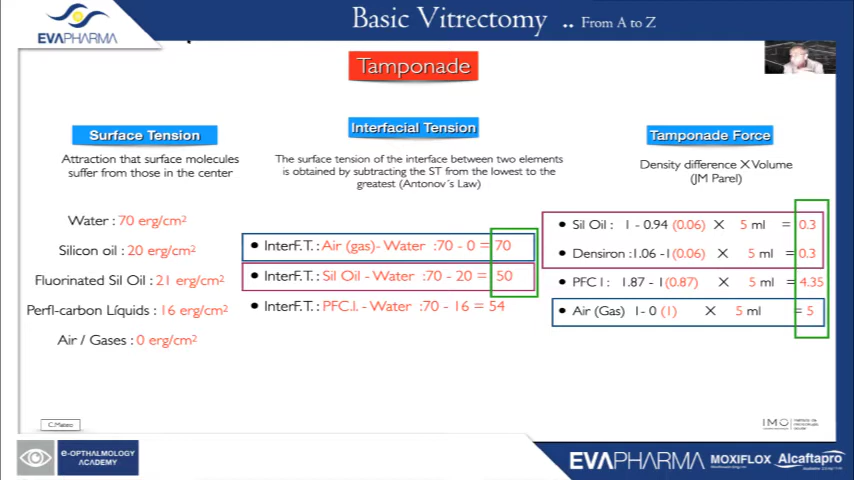 Basic Vitrectomy .. From A to Z
EVAPHARMA
Tamponade
Surface Tension
Attraction that surface molecules
suffer from those in the center
Water : 70 erg/cm²
Silicon oil : 20 erg/cm²
Fluorinated Sil Oil : 21 erg/cm²
Perfl-carbon Líquids : 16 erg/cm²
Air / Gases : 0 erg/cm²
Interfacial Tension
The surface tension of the interface between two elements
is obtained by subtracting the ST from the lowest to the
greatest (Antonov´s Law)
• InterF.T. : Air (gas)- Water :70 - 0 = 70
• InterF.T. : Sil Oil - Water :70 - 20 = 50
• InterF.T. : PFC.l. - Water :70 - 16 = 54
Tamponade Force
Density difference X Volume
(JM Parel)
• Sil Oil : 1 - 0.94 (0.06) X 5 ml = 0.3
• Densiron :1.06 -1(0.06) X 5 ml = 0.3
• PFC l : 1.87 - 1(0.87) X 5 ml = 4.35
• Air (Gas) 1- 0 (1) X 5 ml = 5
C.Mateo
IMO
e-OPTHALMOLOGY
ACADEMY
EVAPHARMA MOXIFLOX Alcaftapro